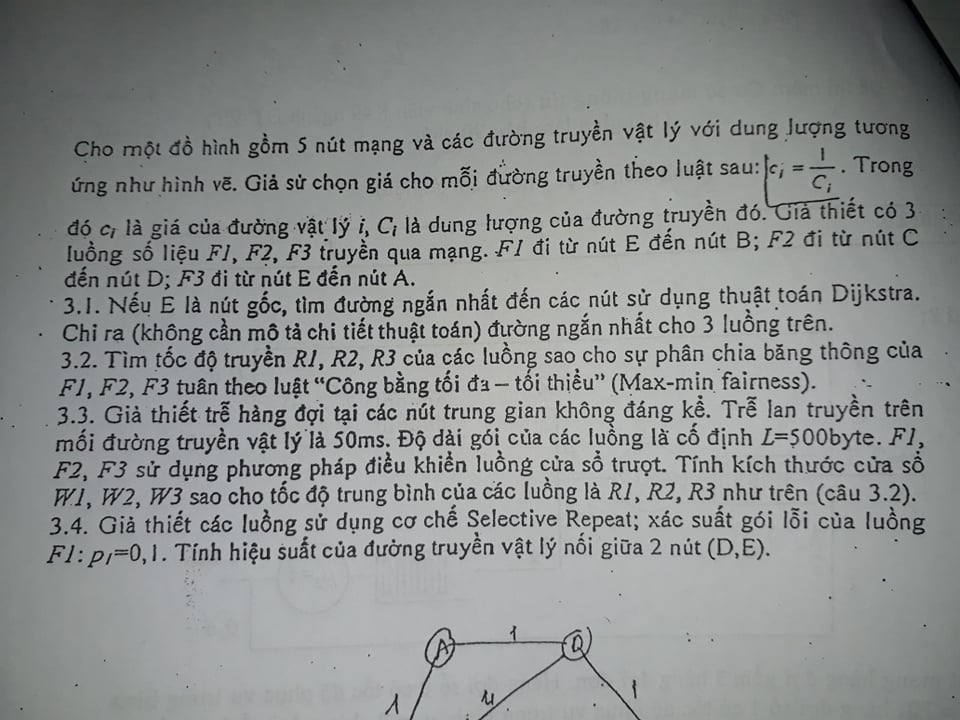 Cho một đồ hình gồm 5 nút mạng và các đường truyền vật lý với dung lượng tương
ứng như hình vẽ. Giả sử chọn giá cho mỗi đường truyền theo luật sau: c_i = 1/C_i. Trong
đó c_i là giá của đường vật lý i, C_i là dung lượng của đường truyền đó. Giả thiết có 3
luồng số liệu F1, F2, F3 truyền qua mạng. F1 đi từ nút E đến nút B; F2 đi từ nút C
đến nút D; F3 đi từ nút E đến nút A.
3.1. Nếu E là nút gốc, tìm đường ngắn nhất đến các nút sử dụng thuật toán Dijkstra.
Chỉ ra (không cần mô tả chi tiết thuật toán) đường ngắn nhất cho 3 luồng trên.
3.2. Tìm tốc độ truyền R1, R2, R3 của các luồng sao cho sự phân chia băng thông của
F1, F2, F3 tuân theo luật “Công bằng tối đa – tối thiểu” (Max-min fairness).
3.3. Giả thiết trễ hàng đợi tại các nút trung gian không đáng kể. Trễ lan truyền trên
mỗi đường truyền vật lý là 50ms. Độ dài gói của các luồng là cố định L=500byte. F1,
F2, F3 sử dụng phương pháp điều khiển luồng cửa sổ trượt. Tính kích thước cửa sổ
W1, W2, W3 sao cho tốc độ trung bình của các luồng là R1, R2, R3 như trên (câu 3.2).
3.4. Giả thiết các luồng sử dụng cơ chế Selective Repeat; xác suất gói lỗi của luồng
F1: p_1=0,1. Tính hiệu suất của đường truyền vật lý nối giữa 2 nút (D,E).
A 1
1 4 1